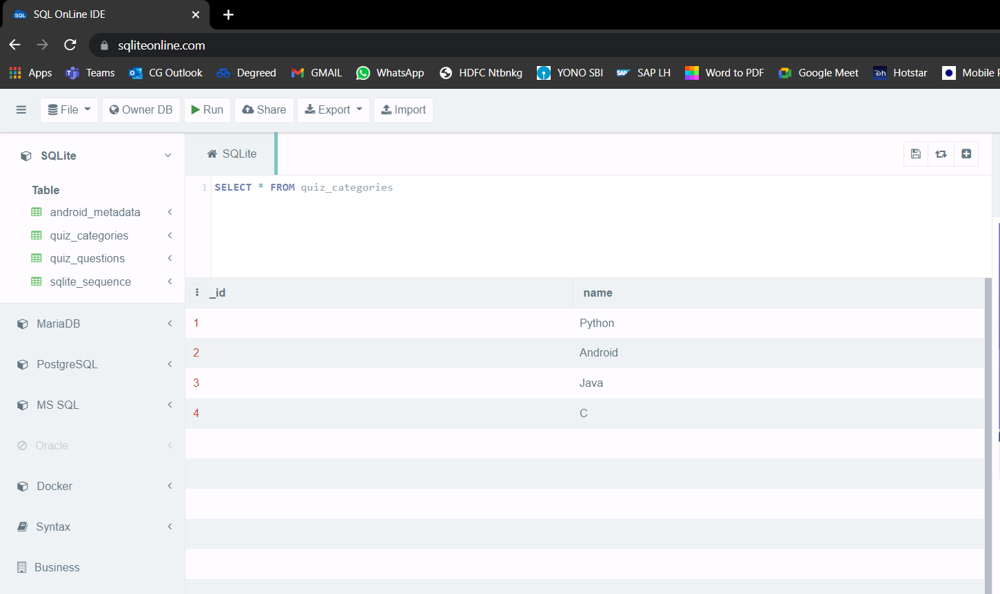 SQL OnLine IDE
sqliteonline.com
Apps Teams CG Outlook Degreed GMAIL WhatsApp HDFC Ntbnkg YONO SBI SAP SAP LH Word to PDF Google Meet Hotstar Mobile
File Owner DB Run Share Export Import
SQLite
SQLite
1 SELECT * FROM quiz_categories
Table
android_metadata
quiz_categories
quiz_questions
sqlite_sequence
MariaDB
PostgreSQL
MS SQL
Oracle
Docker
Syntax
Business
_id name
1 Python
2 Android
3 Java
4 C